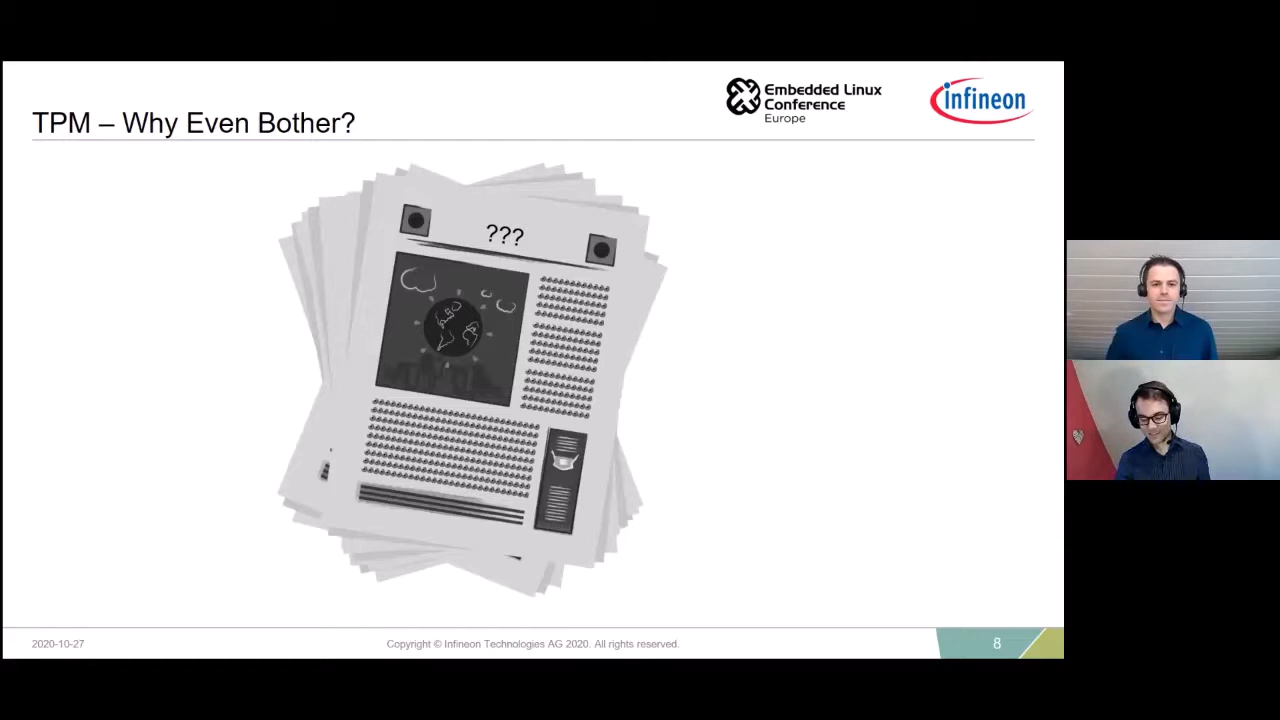 TPM – Why Even Bother?
Embedded Linux
Conference
Europe
infineon
???
2020-10-27
Copyright © Infineon Technologies AG 2020. All rights reserved.
8